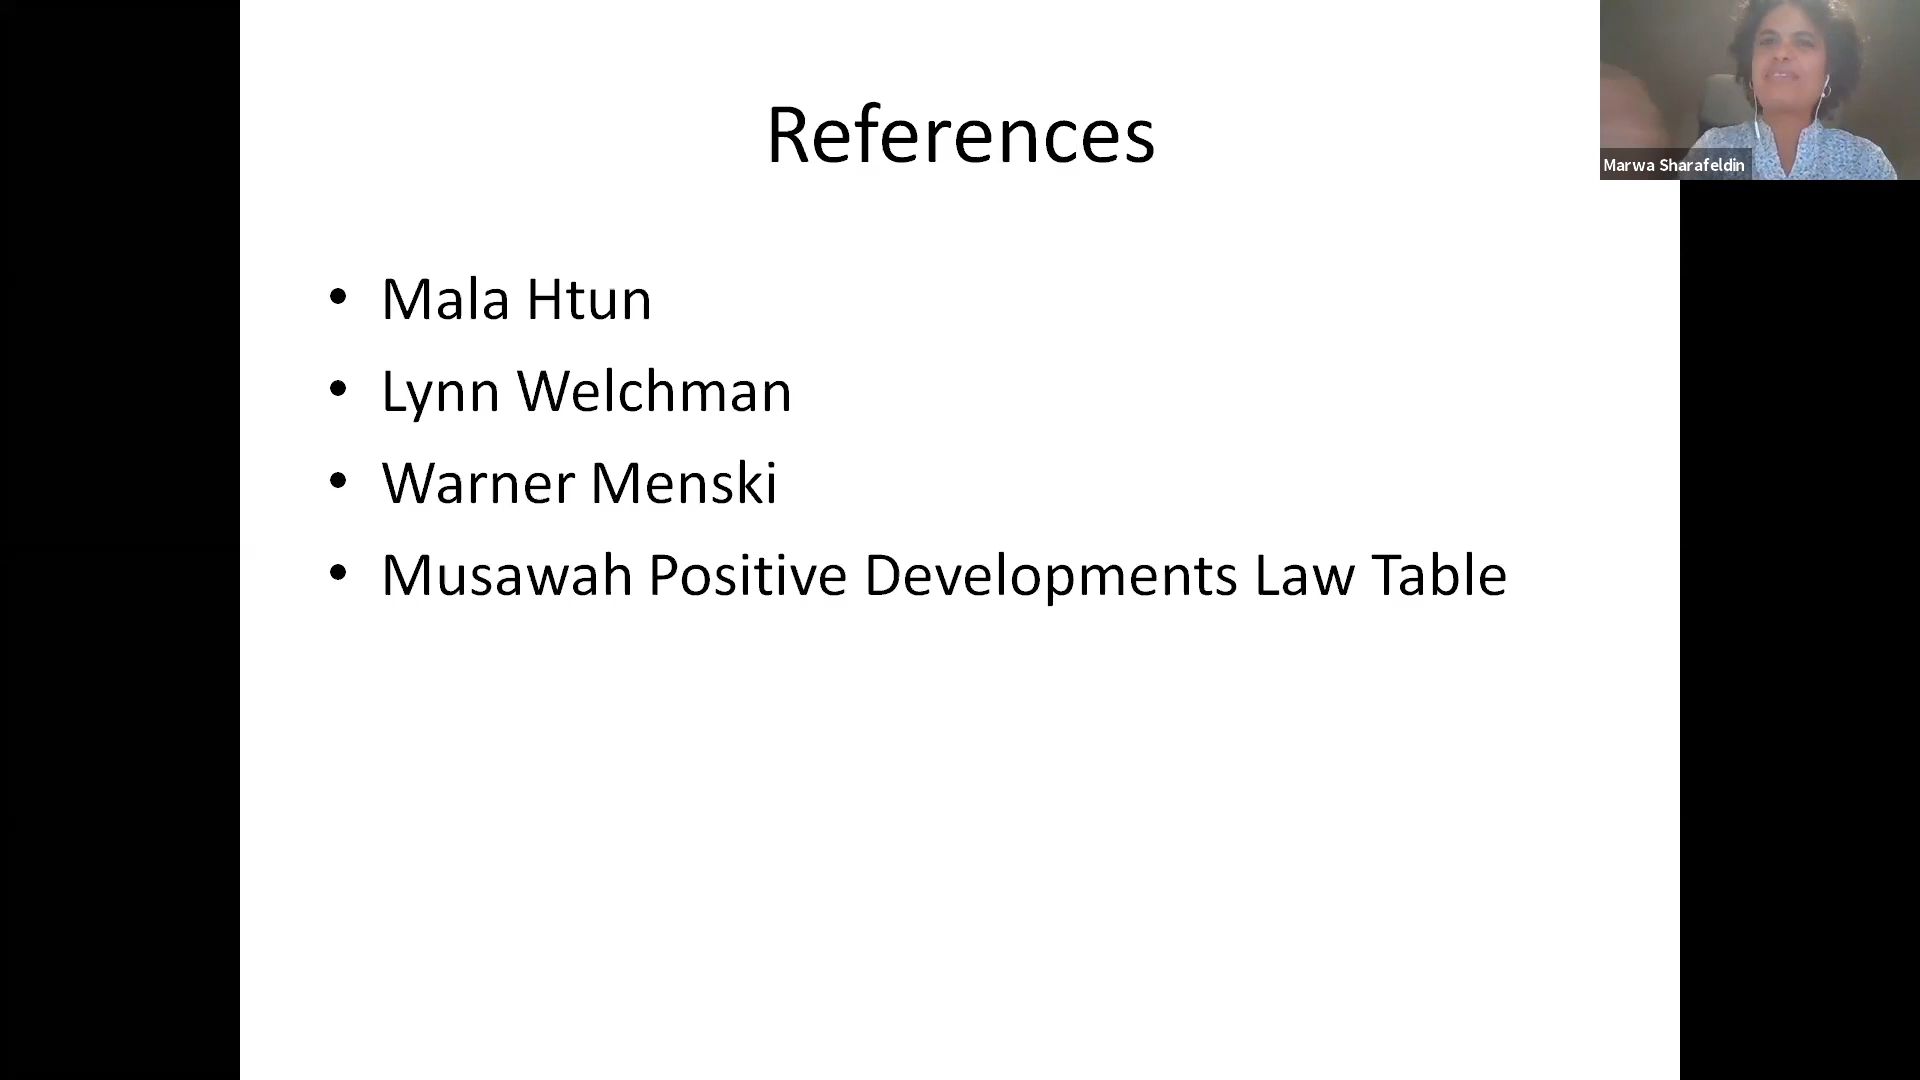 References
• Mala Htun
• Lynn Welchman
• Warner Menski
• Musawah Positive Developments Law Table
Marwa Sharafeldin